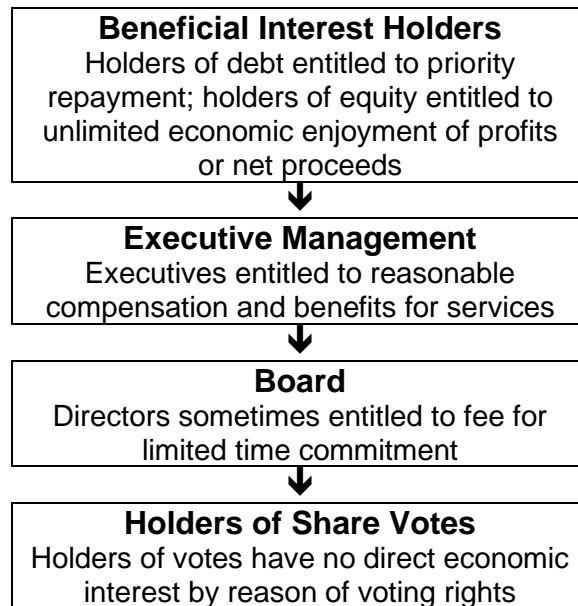 Beneficial Interest Holders
Holders of debt entitled to priority
repayment; holders of equity entitled to
unlimited economic enjoyment of profits
or net proceeds
Executive Management
Executives entitled to reasonable
compensation and benefits for services
Board
Directors sometimes entitled to fee for
limited time commitment
Holders of Share Votes
Holders of votes have no direct economic
interest by reason of voting rights